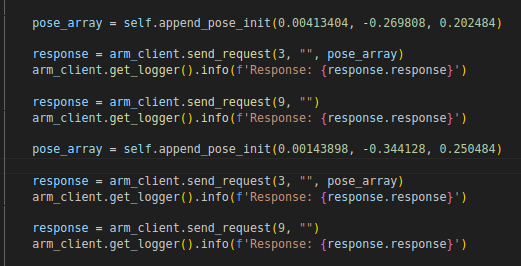 pose_array = self.append_pose_init(0.00413404, -0.269808, 0.202484)
response = arm_client.send_request(3, "", pose_array)
arm_client.get_logger().info(f'Response: {response.response}')
response = arm_client.send_request(9, "")
arm_client.get_logger().info(f'Response: {response.response}')
pose_array = self.append_pose_init(0.00143898, -0.344128, 0.250484)
response = arm_client.send_request(3, "", pose_array)
arm_client.get_logger().info(f'Response: {response.response}')
response = arm_client.send_request(9, "")
arm_client.get_logger().info(f'Response: {response.response}')